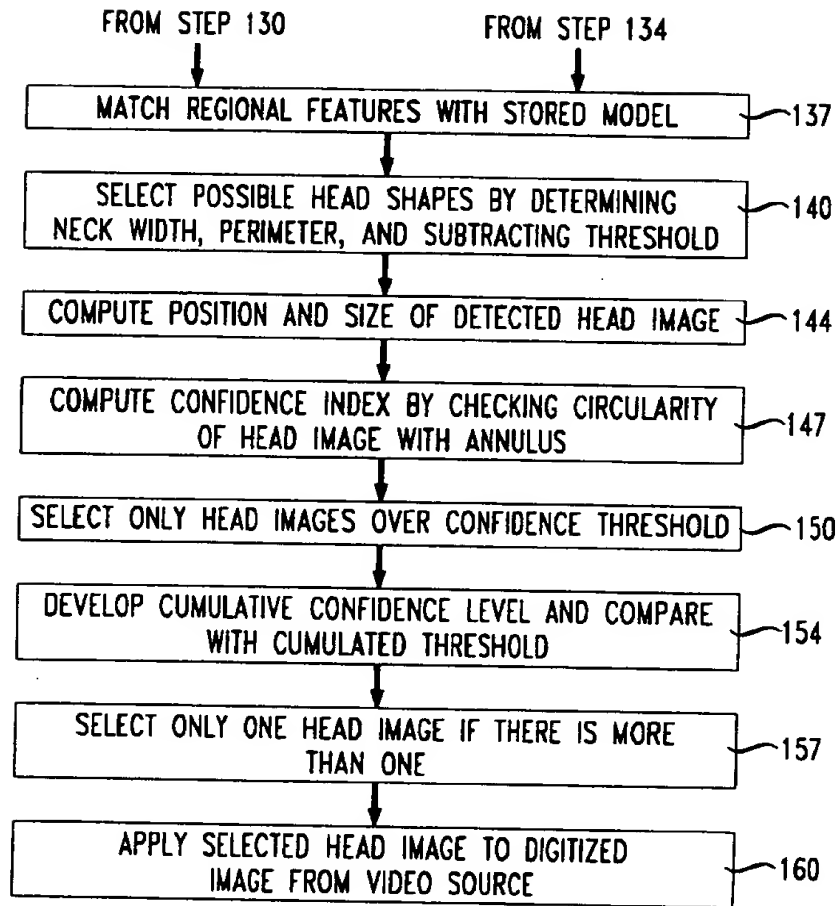 FROM STEP 130
FROM STEP 134
MATCH REGIONAL FEATURES WITH STORED MODEL
137
SELECT POSSIBLE HEAD SHAPES BY DETERMINING
NECK WIDTH, PERIMETER, AND SUBTRACTING THRESHOLD
140
COMPUTE POSITION AND SIZE OF DETECTED HEAD IMAGE
144
COMPUTE CONFIDENCE INDEX BY CHECKING CIRCULARITY
OF HEAD IMAGE WITH ANNULUS
147
SELECT ONLY HEAD IMAGES OVER CONFIDENCE THRESHOLD
150
DEVELOP CUMULATIVE CONFIDENCE LEVEL AND COMPARE
WITH CUMULATED THRESHOLD
154
SELECT ONLY ONE HEAD IMAGE IF THERE IS MORE
THAN ONE
157
APPLY SELECTED HEAD IMAGE TO DIGITIZED
IMAGE FROM VIDEO SOURCE
160